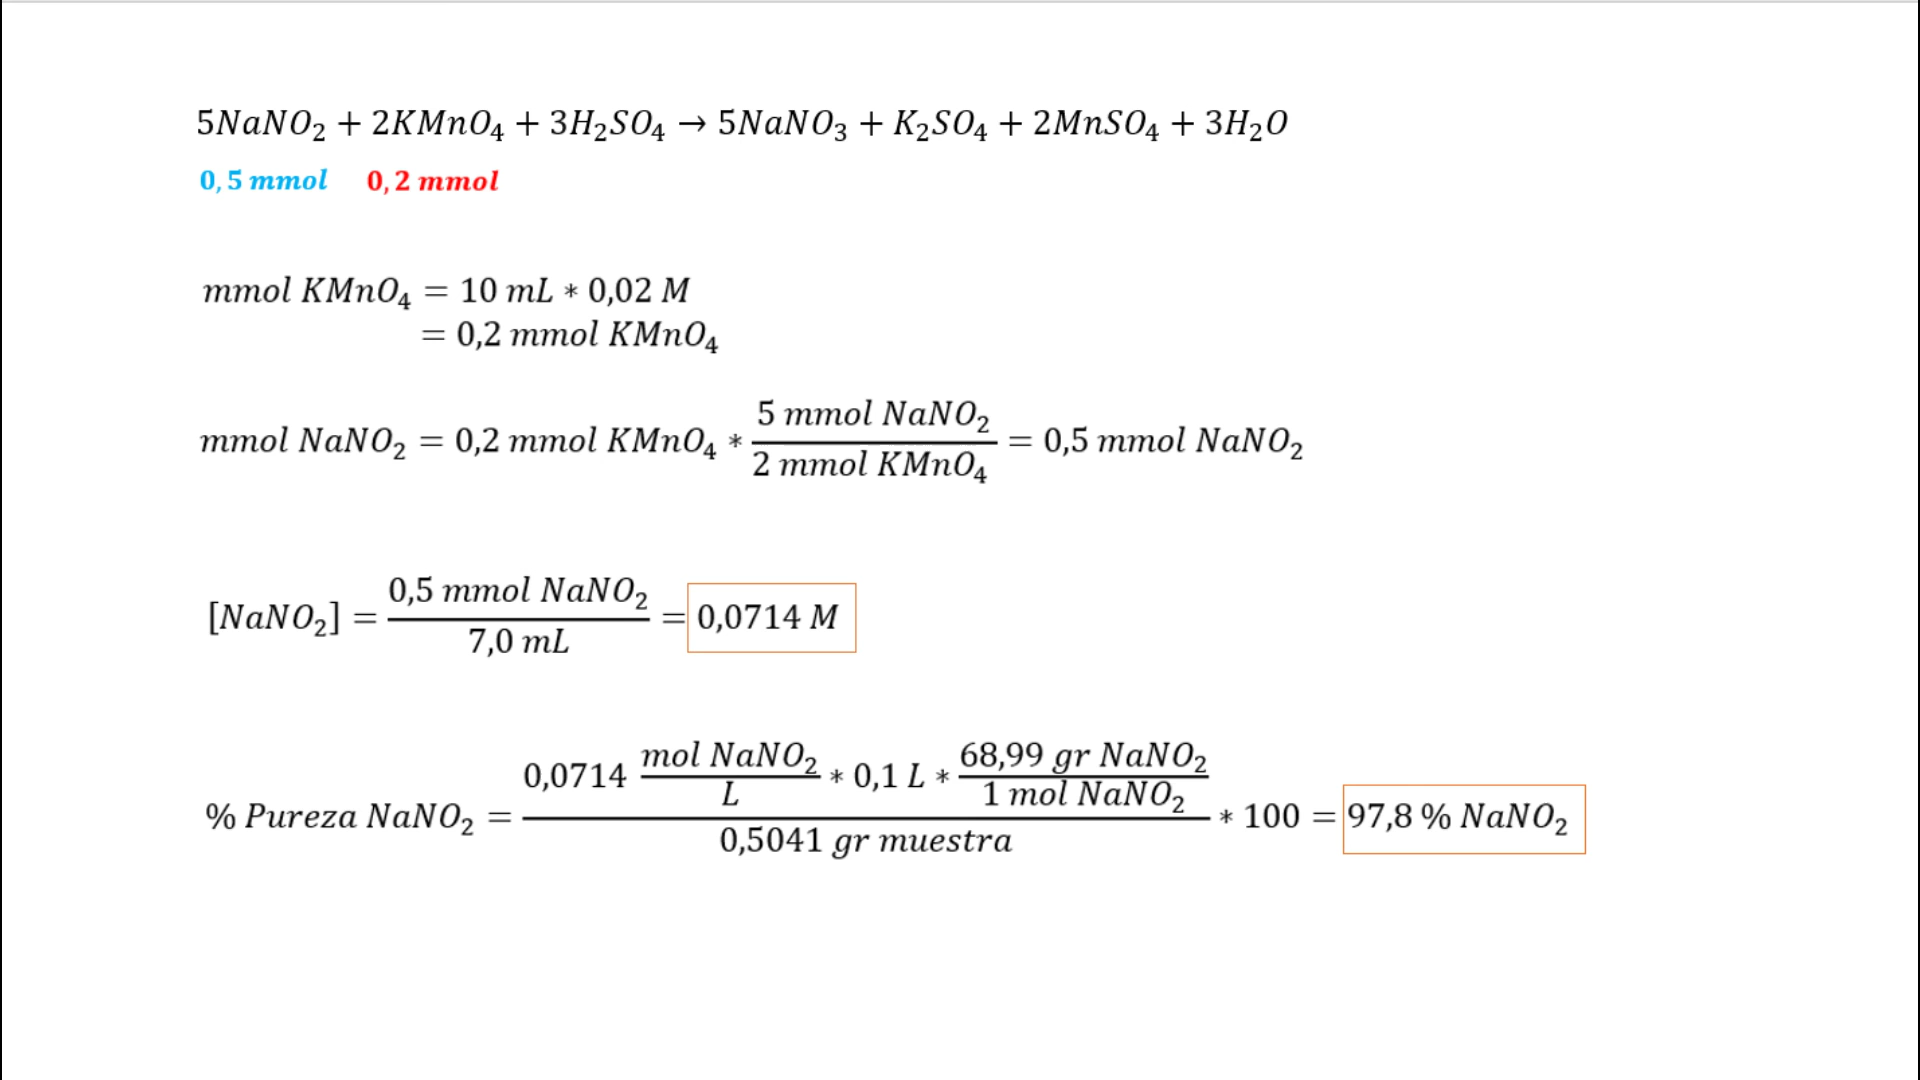 5NaNO₂ + 2KMnO₄ + 3H₂SO₄ → 5NaNO₃ + K₂SO₄ + 2MnSO₄ + 3H₂O
0,5 mmol 0,2 mmol
mmol KMnO₄ = 10 mL * 0,02 M
= 0,2 mmol KMnO₄
5 mmol NaNO₂
mmol NaNO₂ = 0,2 mmol KMnO₄ * = 0,5 mmol NaNO₂
2 mmol KMnO₄
0,5 mmol NaNO₂
[NaNO₂] = = 0,0714 M
7,0 mL
mol NaNO₂ 68,99 gr NaNO₂
0,0714 * 0,1 L *
L 1 mol NaNO₂
% Pureza NaNO₂ = * 100 = 97,8 % NaNO₂
0,5041 gr muestra